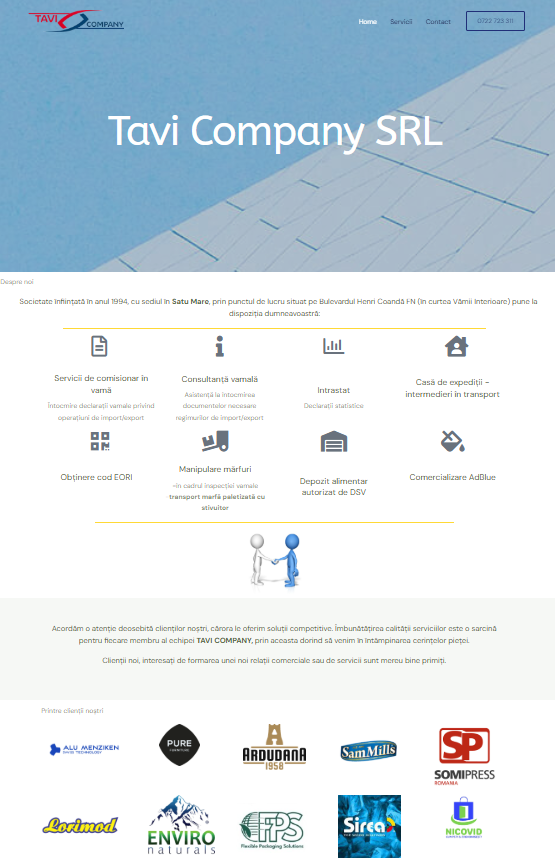 TAVI COMPANY
Home Servicii Contact 0722 723 311
Tavi Company SRL
Despre noi
Societate înființată în anul 1994, cu sediul în Satu Mare, prin punctul de lucru situat pe Bulevardul Henri Coandă FN (în curtea Vămii Interioare) pune la
dispoziția dumneavoastră:
Servicii de comisionar în
vamă
Întocmire declarații vamale privind
operațiuni de import/export
Consultanță vamală
Asistență la întocmirea
documentelor necesare
regimurilor de import/export
Intrastat
Declarații statistice
Casă de expediții –
intermedieri în transport
Obținere cod EORI
Manipulare mărfuri
-în cadrul inspecției vamale
transport marfă paletizată cu
stivuitor
Depozit alimentar
autorizat de DSV
Comercializare AdBlue
Acordăm o atenție deosebită clienților noștri, cărora le oferim soluții competitive. Îmbunătățirea calității serviciilor este o sarcină
pentru fiecare membru al echipei TAVI COMPANY, prin aceasta dorind să venim în întâmpinarea cerințelor pieței.
Clienții noi, interesați de formarea unei noi relații comerciale sau de servicii sunt mereu bine primiți.
Printre clienții noștri
ALU MENZIKEN
SWISS TECHNOLOGY
PURE
FURNITURE
A
ARDUDANA
1958
SamMills
SP
SOMIPRESS
ROMANIA
Lorimod
ENVIRO
naturals
FPS
Flexible Packaging Solutions
Sirca
NICOVID